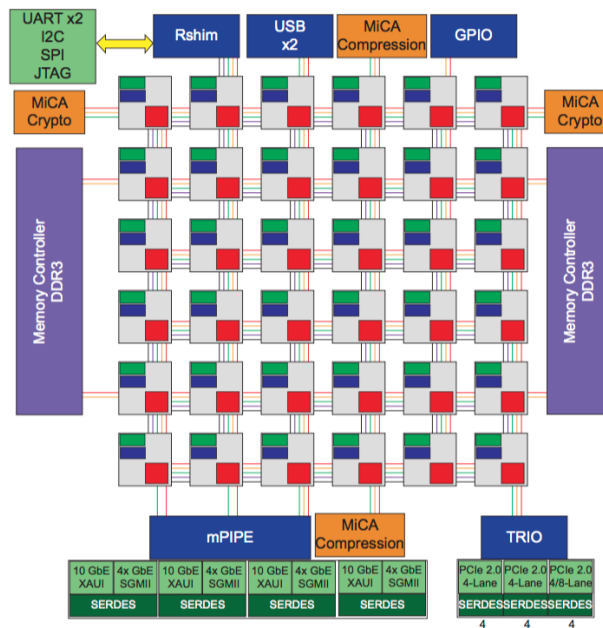 UART x2
I2C
SPI
JTAG
Rshim
USB
x2
MiCA
Compression
GPIO
MiCA
Crypto
MiCA
Crypto
Memory Controller
DDR3
Memory Controller
DDR3
mPIPE
MiCA
Compression
TRIO
10 GbE
XAUI
4x GbE
SGMII
10 GbE
XAUI
4x GbE
SGMII
10 GbE
XAUI
4x GbE
SGMII
10 GbE
XAUI
4x GbE
SGMII
PCIe 2.0
4-Lane
PCIe 2.0
4-Lane
PCIe 2.0
4/8-Lane
SERDES
SERDES
SERDES
SERDES
SERDES
SERDES
SERDES
4
4
4